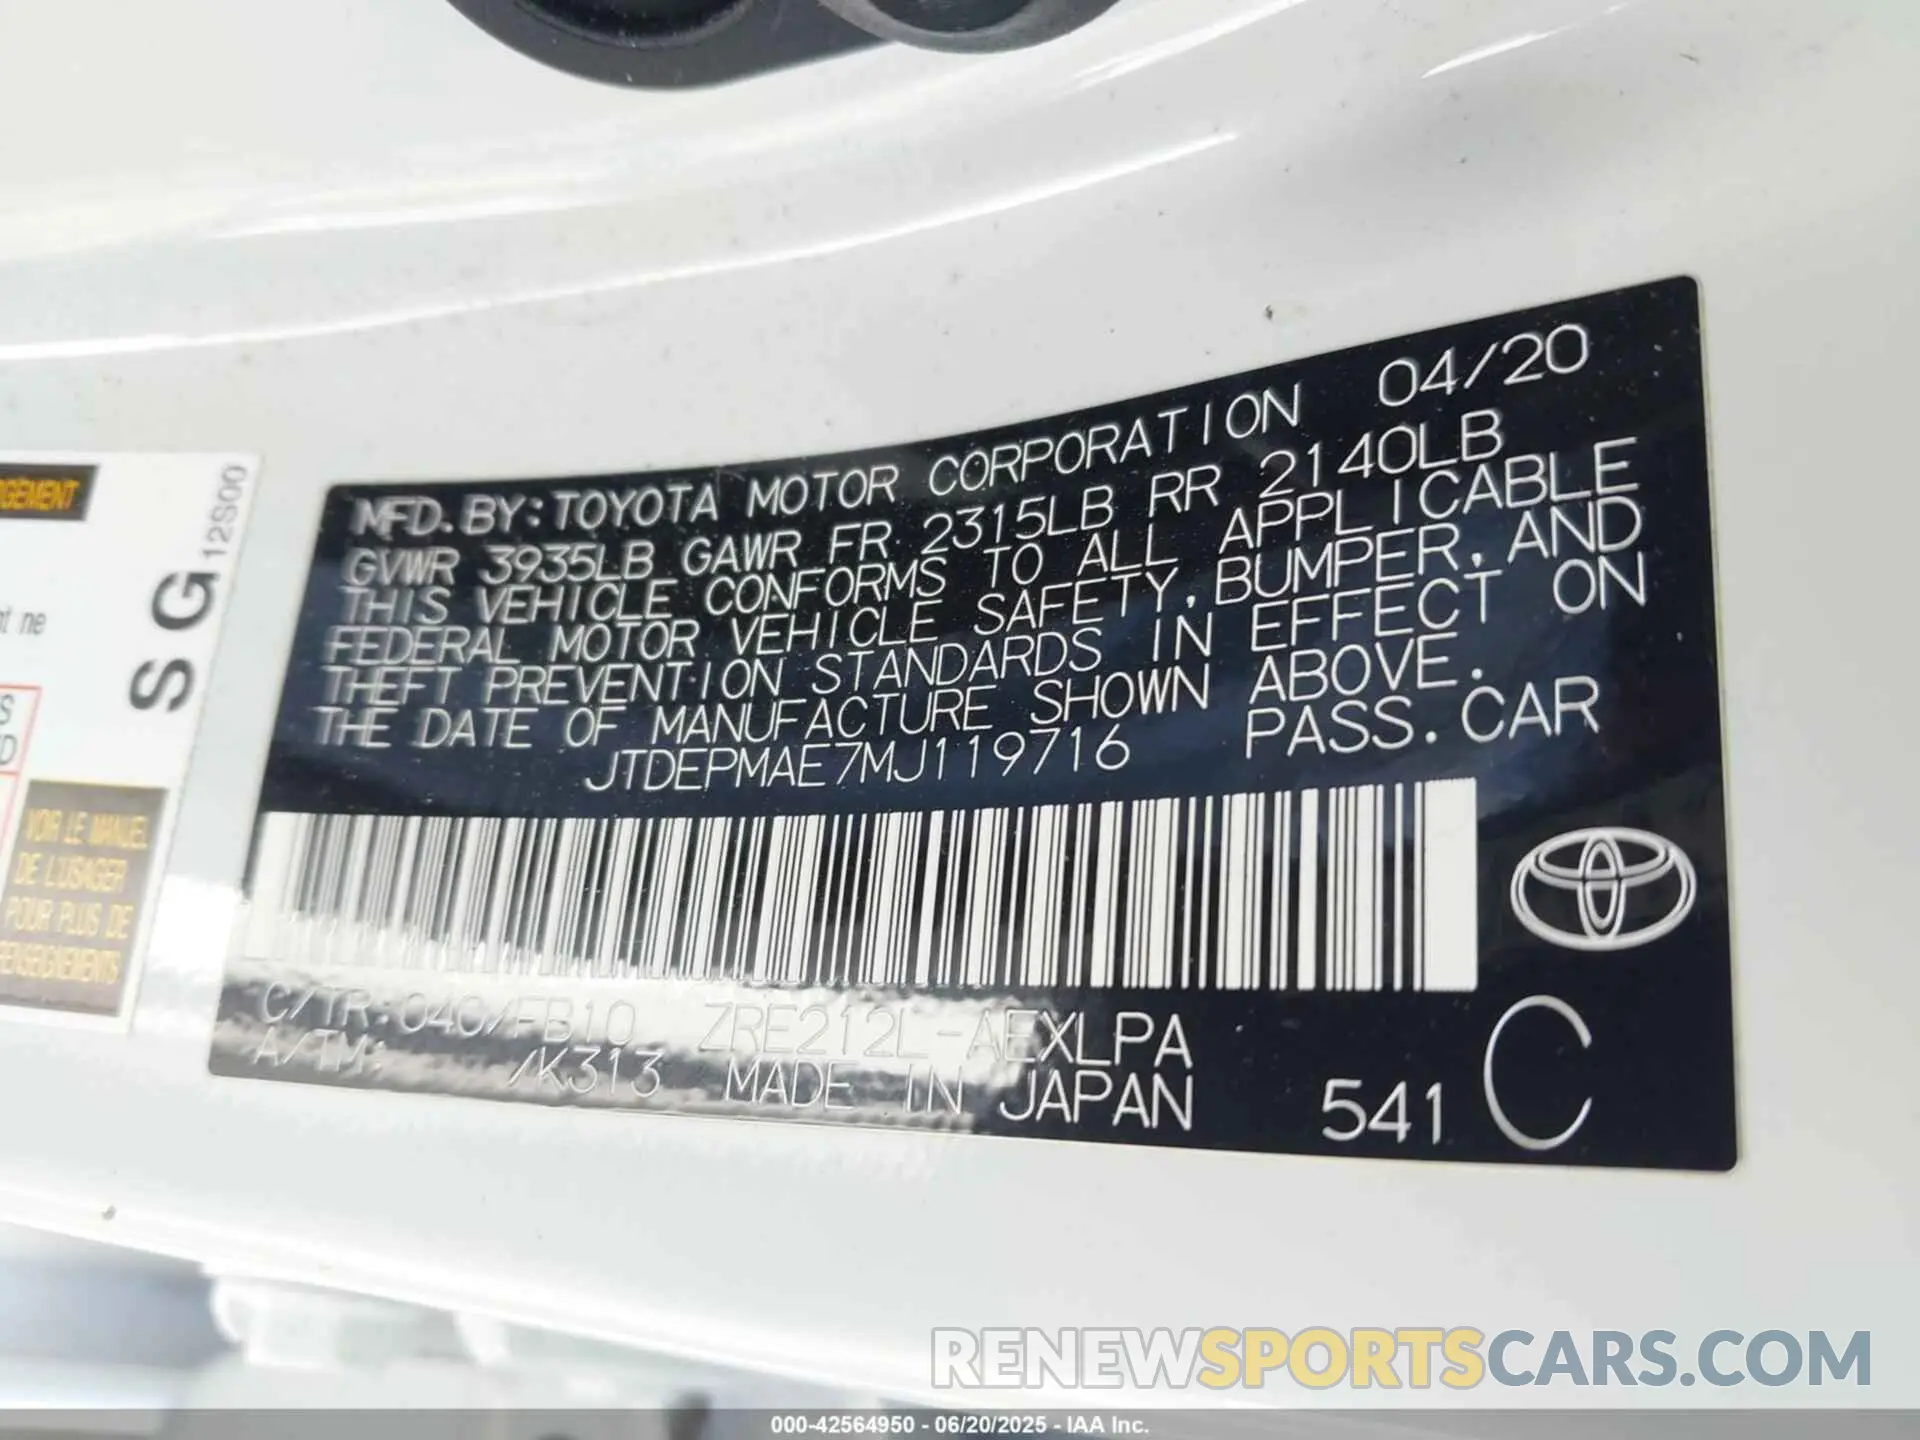 MFD. BY: TOYOTA MOTOR CORPORATION 04/20
GVWR 3935LB GAWR FR 2315LB RR 2140LB
THIS VEHICLE CONFORMS TO ALL APPLICABLE
FEDERAL MOTOR VEHICLE SAFETY, BUMPER, AND
THEFT PREVENTION STANDARDS IN EFFECT ON
THE DATE OF MANUFACTURE SHOWN ABOVE.
JTDEPMAE7MJ119716 PASS. CAR
C/TR: 040/FB10 ZRE212L-AEXLPA
A/TM: /K313 MADE IN JAPAN
541 C
GEMENT
12S00
S G
nt ne
S
D
VOIR LE MANUEL
DE L'USAGER
POUR PLUS DE
RENSEIGNEMENTS
RENEWSPORTSCARS.COM
000-42564950 - 06/20/2025 - IAA Inc.